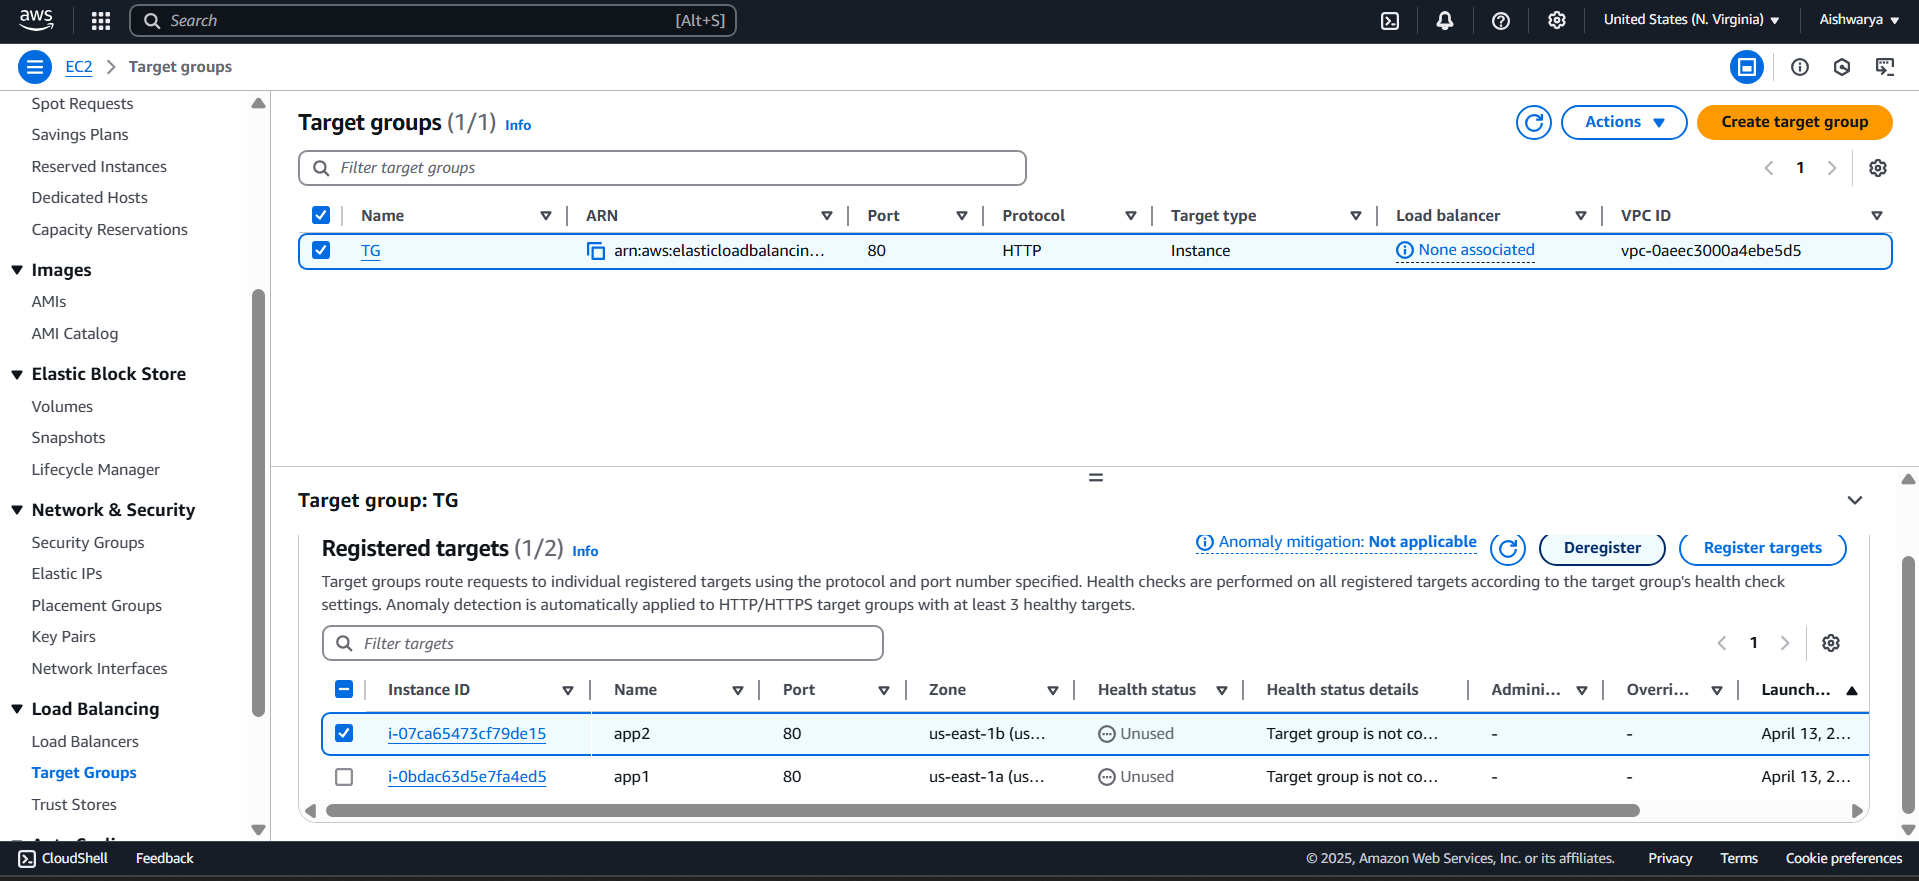 aws
Search [Alt+S]
United States (N. Virginia)
Aishwarya
EC2 Target groups
Spot Requests
Savings Plans
Reserved Instances
Dedicated Hosts
Capacity Reservations
Images
AMIs
AMI Catalog
Elastic Block Store
Volumes
Snapshots
Lifecycle Manager
Network & Security
Security Groups
Elastic IPs
Placement Groups
Key Pairs
Network Interfaces
Load Balancing
Load Balancers
Target Groups
Trust Stores
Target groups (1/1) Info
Actions
Create target group
Filter target groups
1
Name ARN Port Protocol Target type Load balancer VPC ID
TG arn:aws:elasticloadbalancin... 80 HTTP Instance None associated vpc-0aeec3000a4ebe5d5
Target group: TG
Registered targets (1/2) Info
Anomaly mitigation: Not applicable
Deregister
Register targets
Target groups route requests to individual registered targets using the protocol and port number specified. Health checks are performed on all registered targets according to the target group's health check
settings. Anomaly detection is automatically applied to HTTP/HTTPS target groups with at least 3 healthy targets.
Filter targets
1
Instance ID Name Port Zone Health status Health status details Admini... Overri... Launch...
i-07ca65473cf79de15 app2 80 us-east-1b (us... Unused Target group is not co... - - April 13, 2...
i-0bdac63d5e7fa4ed5 app1 80 us-east-1a (us... Unused Target group is not co... - - April 13, 2...
CloudShell Feedback
© 2025, Amazon Web Services, Inc. or its affiliates. Privacy Terms Cookie preferences